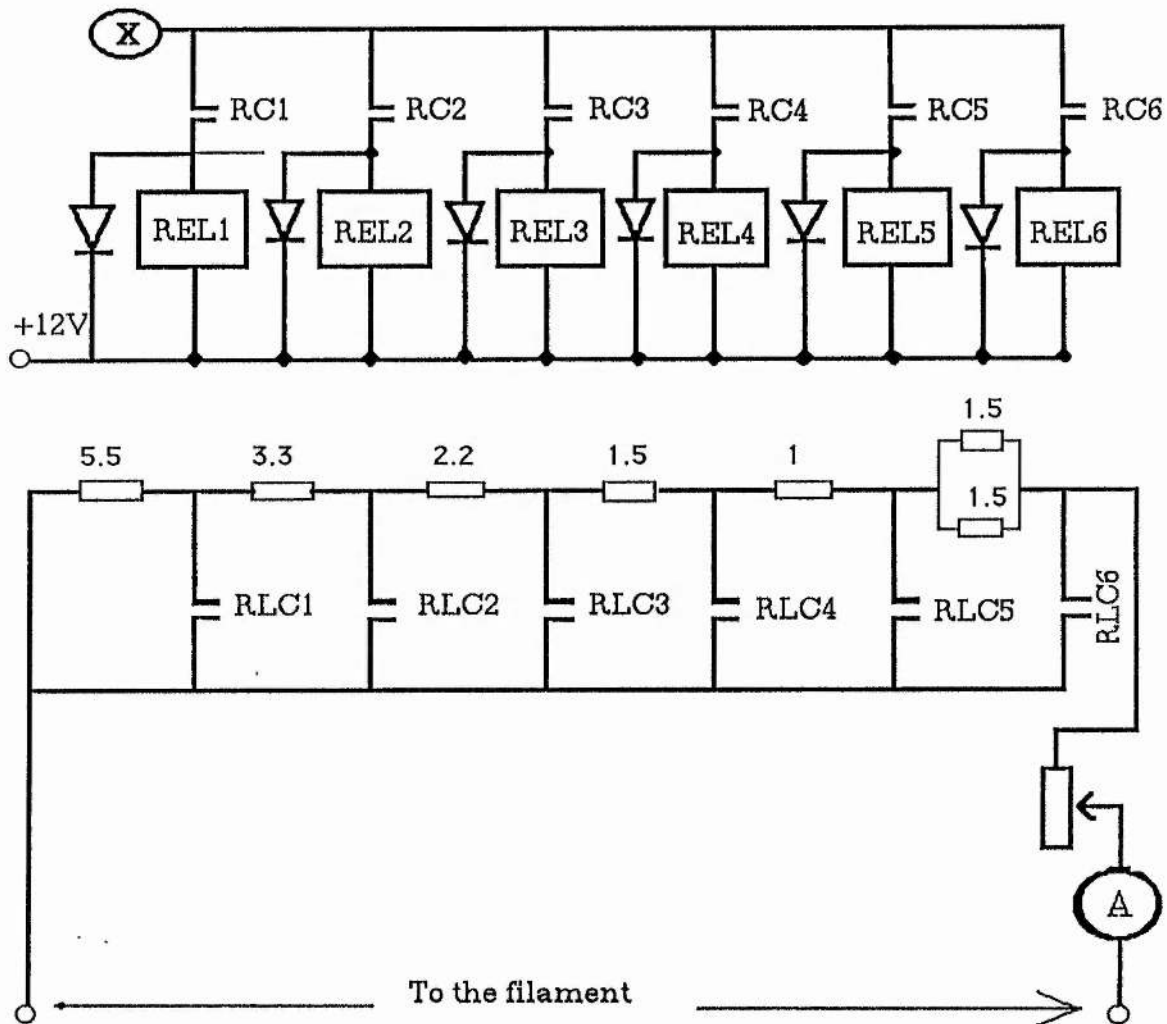 X
RC1 RC2 RC3 RC4 RC5 RC6
REL1 REL2 REL3 REL4 REL5 REL6
+12V
1.5
5.5 3.3 2.2 1.5 1
1.5
RLC1 RLC2 RLC3 RLC4 RLC5 RLC6
A
To the filament